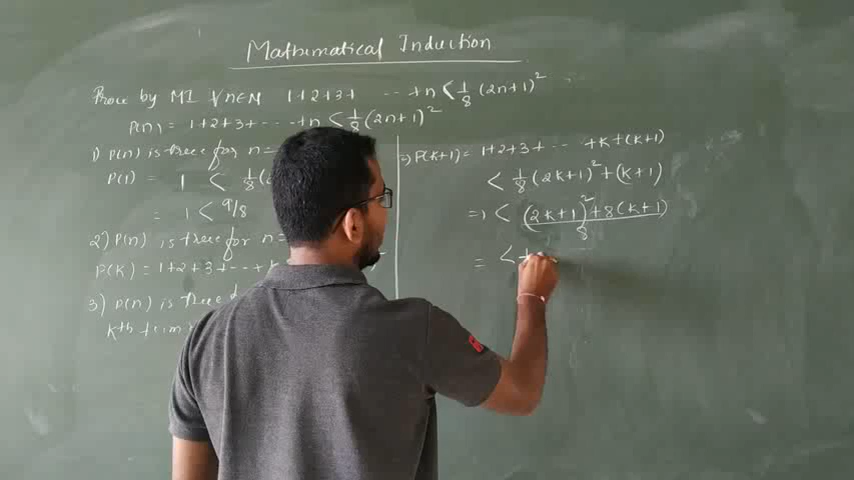 Mathematical Induction
Prove by MI ∀n∈N 1+2+3+ ··· +n < 1/8 (2n+1)²
P(n) = 1+2+3+ ··· +n < 1/8 (2n+1)²
1) P(n) is true for n=
P(1) = 1 < 1/8 (2
= 1 < 9/8
2) P(n) is true for n=
P(k) = 1+2+3+···+k
3) P(n) is true
kth term
⇒ P(k+1) = 1+2+3+ ··· +k+(k+1)
< 1/8 (2k+1)² + (k+1)
⇒ < (2k+1)² + 8(k+1) / 8
= <